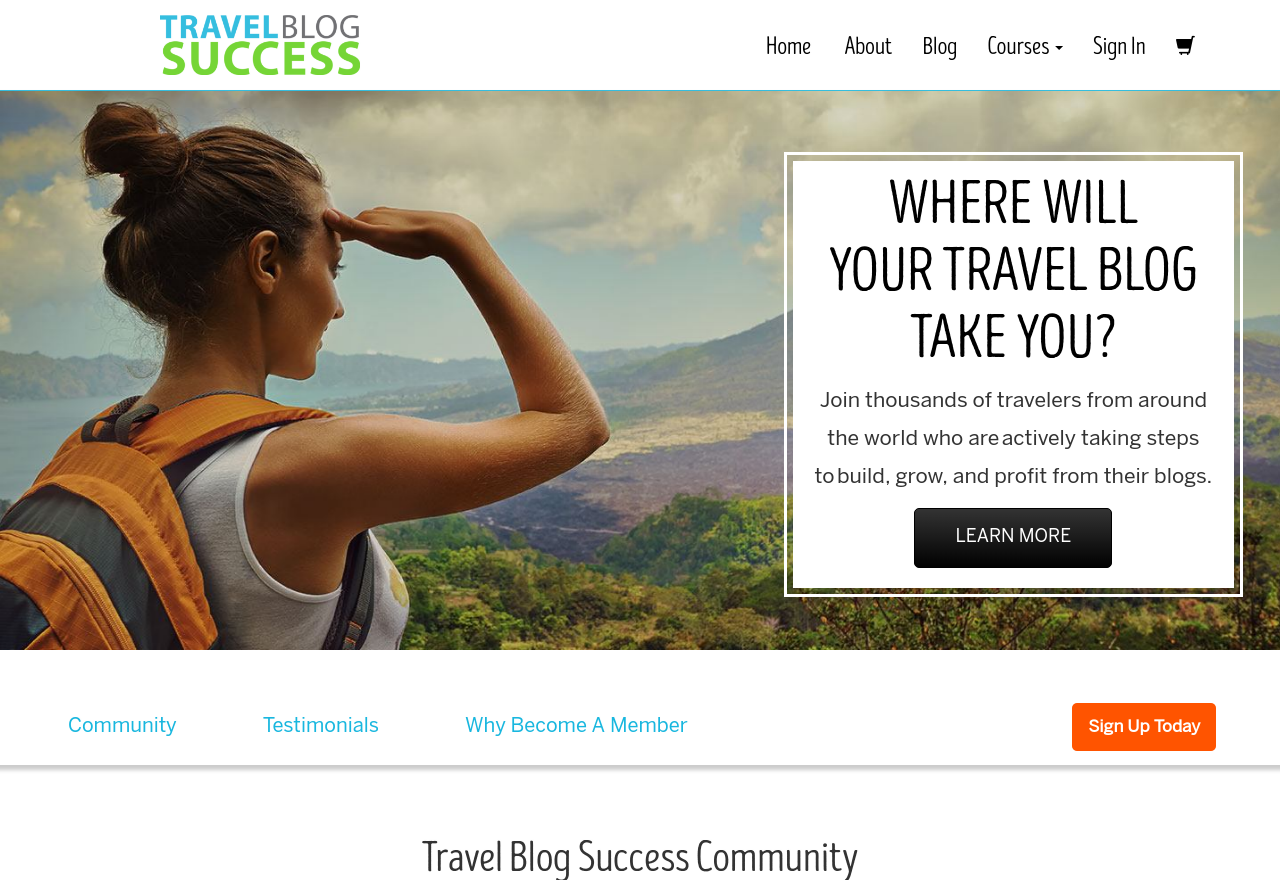 TRAVELBLOG
SUCCESS
Home About Blog Courses Sign In
WHERE WILL
YOUR TRAVEL BLOG
TAKE YOU?
Join thousands of travelers from around
the world who are actively taking steps
to build, grow, and profit from their blogs.
LEARN MORE
Community Testimonials Why Become A Member Sign Up Today
Travel Blog Success Community